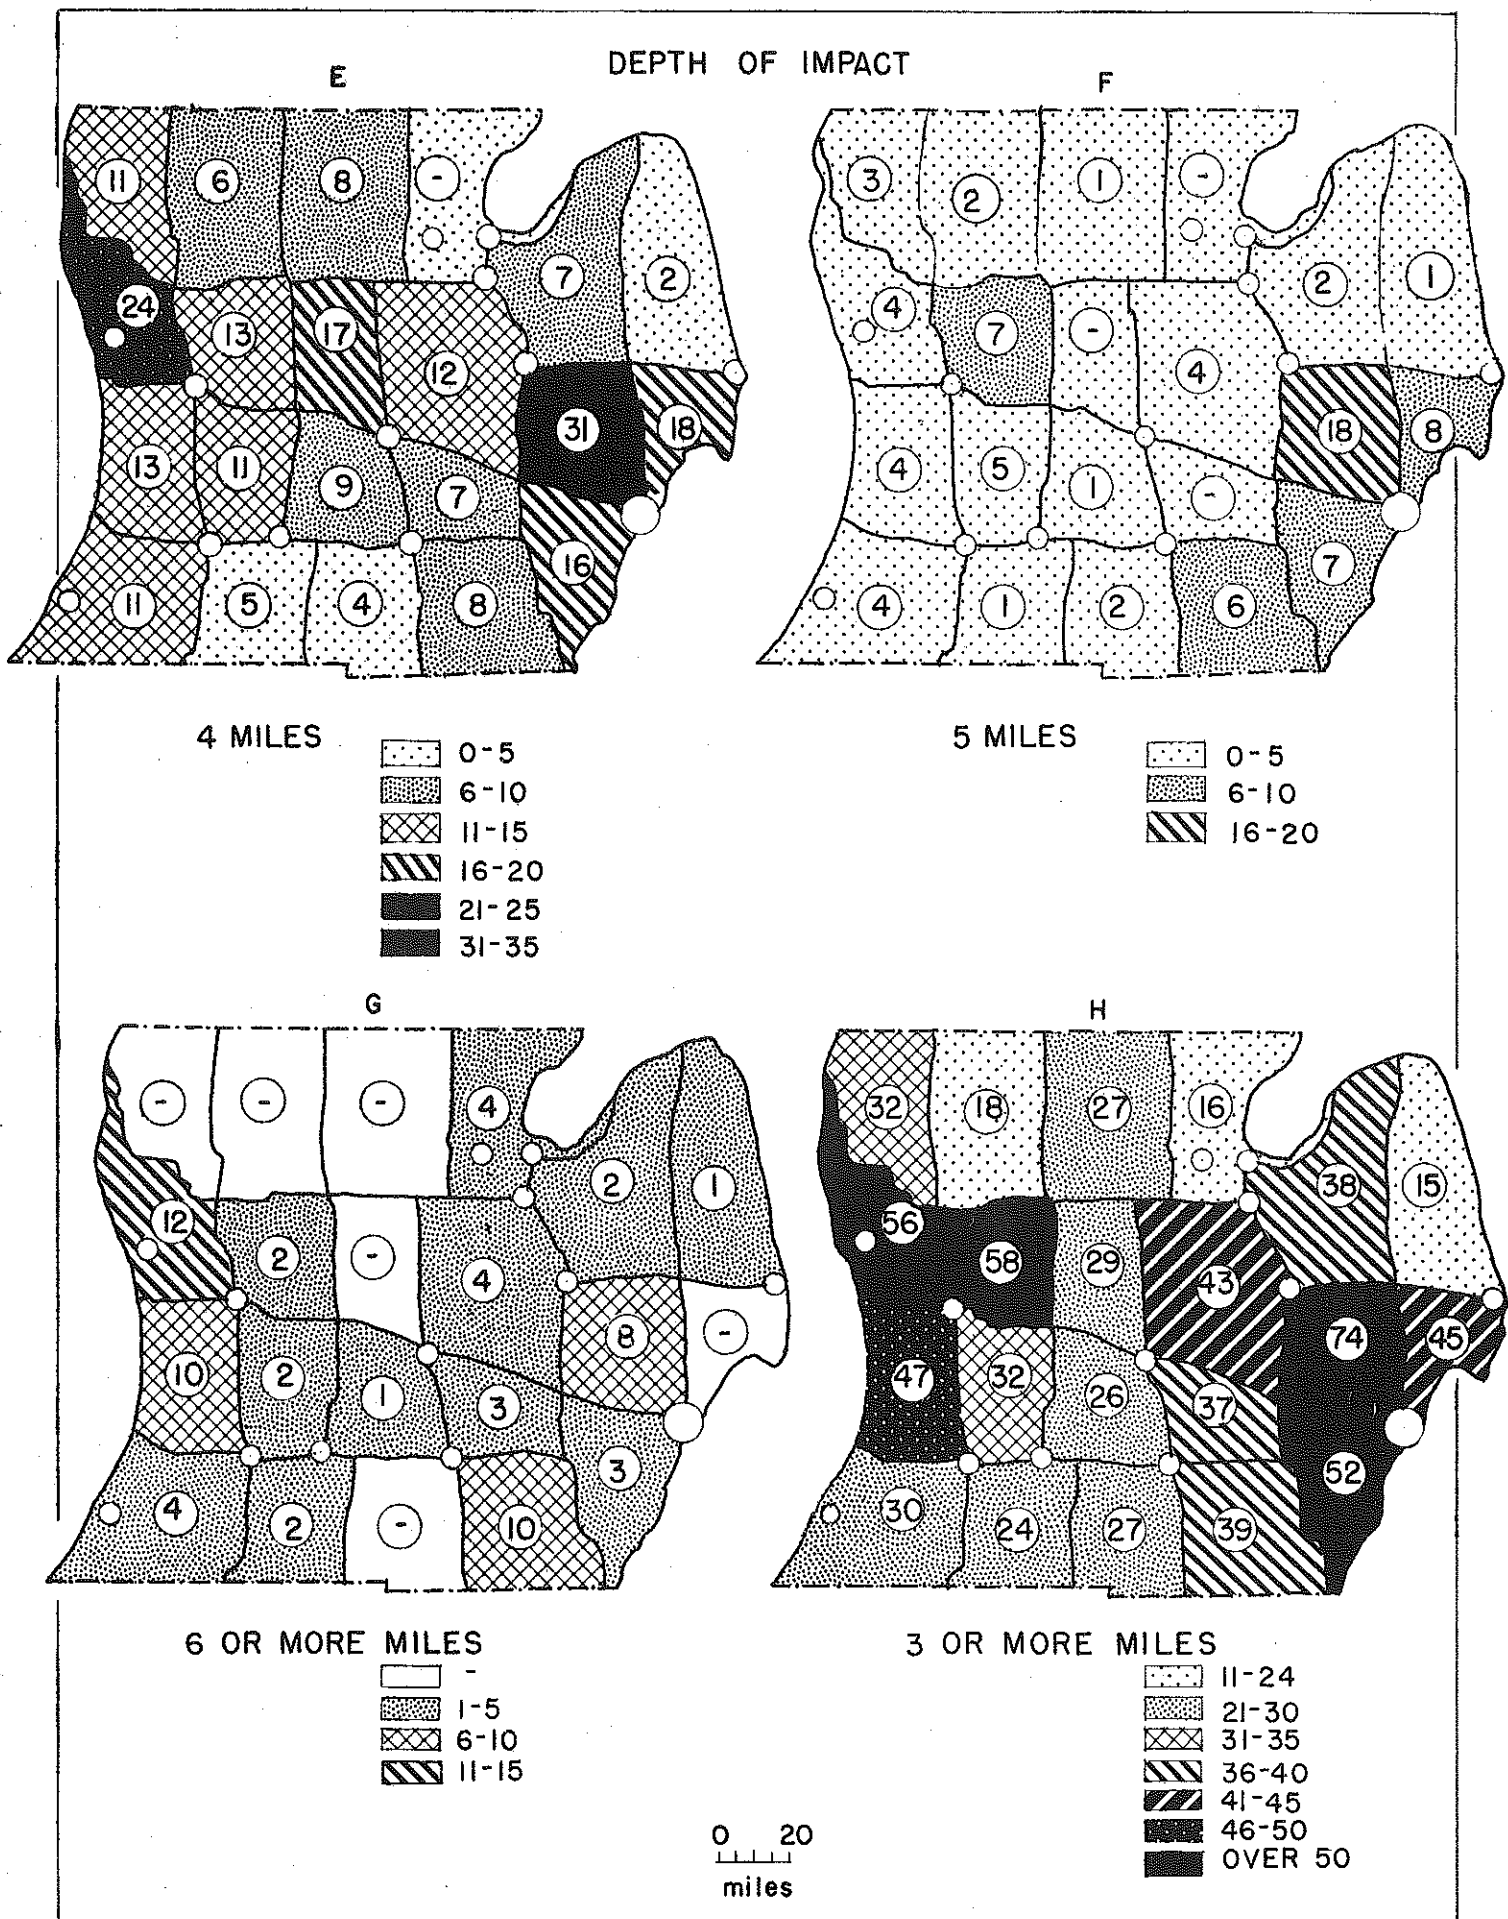 DEPTH OF IMPACT
E
11 6 8 -
7 2
24 13 17 12
31 18
13 11 9 7
16
11 5 4 8
4 MILES
0-5
6-10
11-15
16-20
21-25
31-35
F
3 2 1 -
2 1
4 7 - 4
18 8
4 5 1 -
7
4 1 2 6
5 MILES
0-5
6-10
16-20
G
- - - 4
2 1
12 2 - 4
8 -
10 2 1 3
3
4 2 - 10
6 OR MORE MILES
-
1-5
6-10
11-15
H
32 18 27 16
38 15
56 58 29 43
74 45
47 32 26 37
52
30 24 27 39
3 OR MORE MILES
11-24
21-30
31-35
36-40
41-45
46-50
OVER 50
0 20
miles